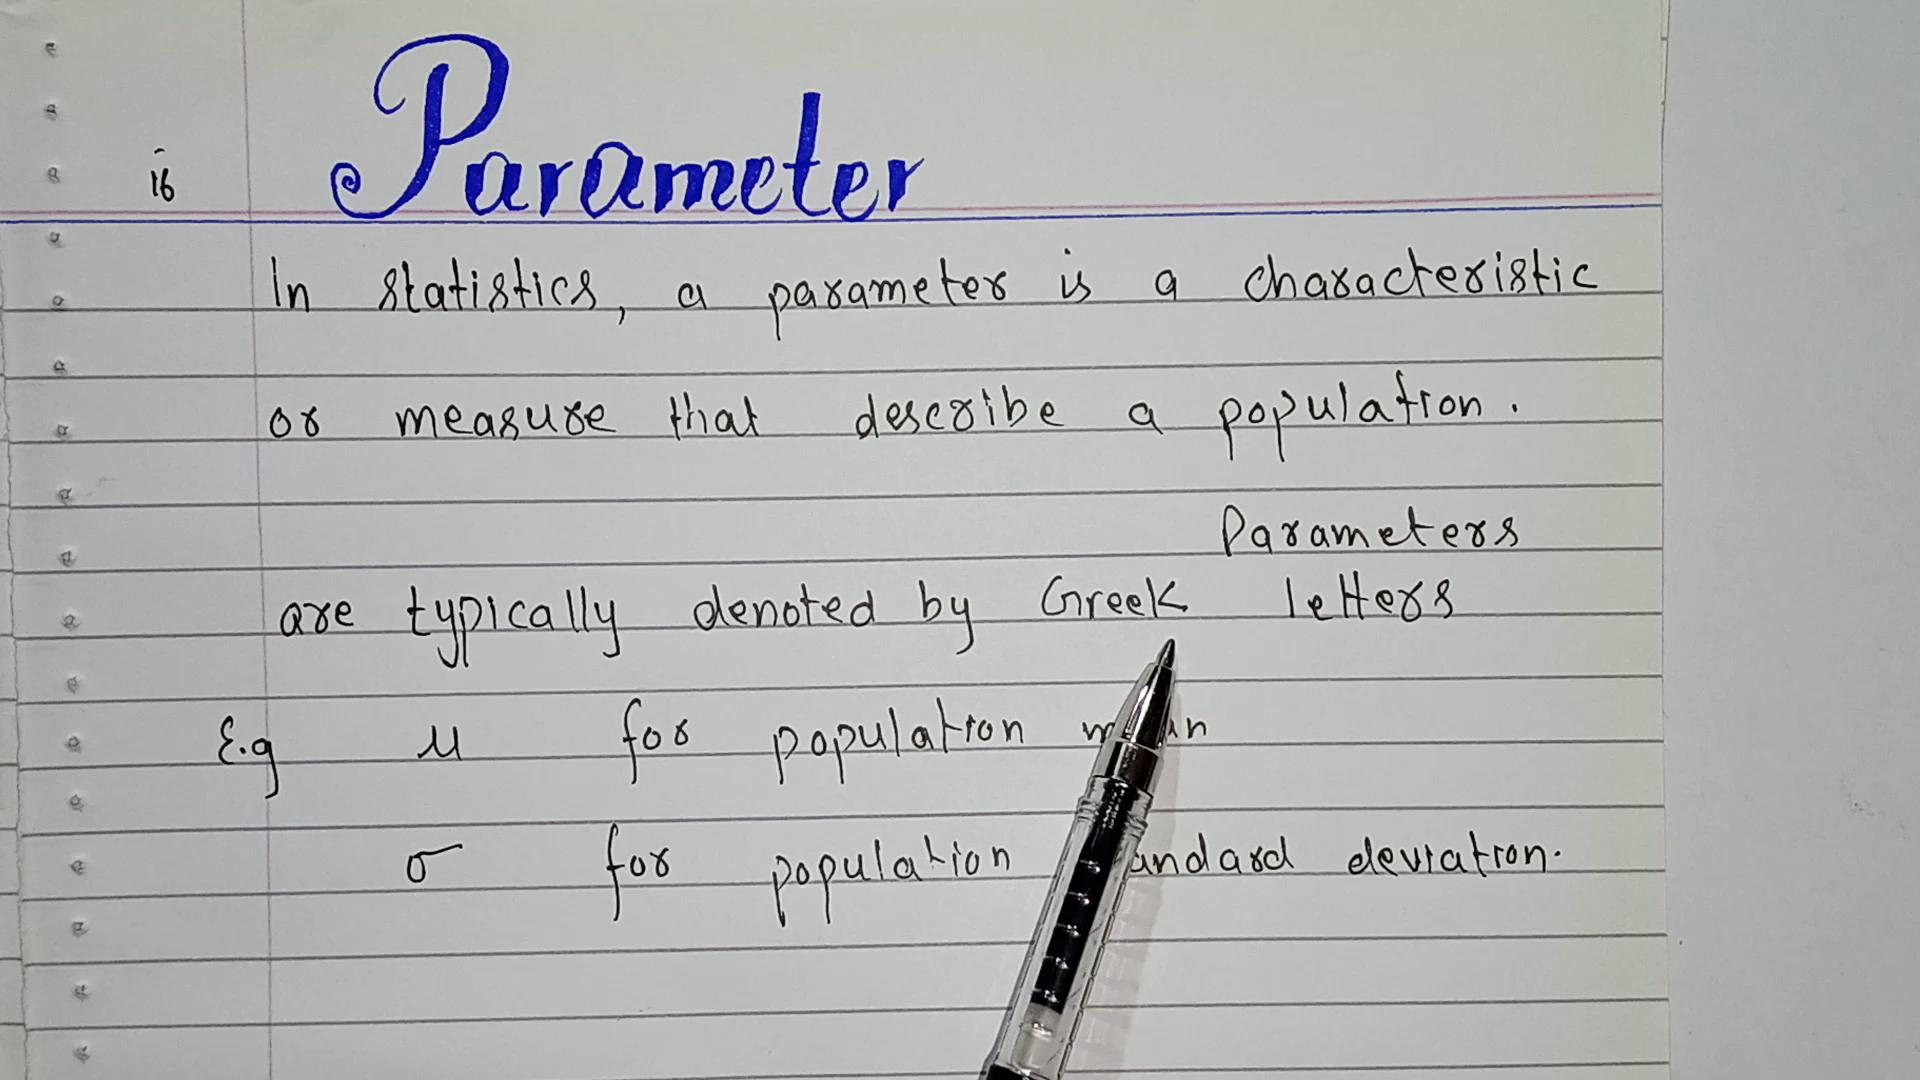 16
Parameter
In statistics, a parameter is a characteristic
or measure that describe a population.
Parameters
are typically denoted by Greek letters
E.g μ for population
σ for population deviation.